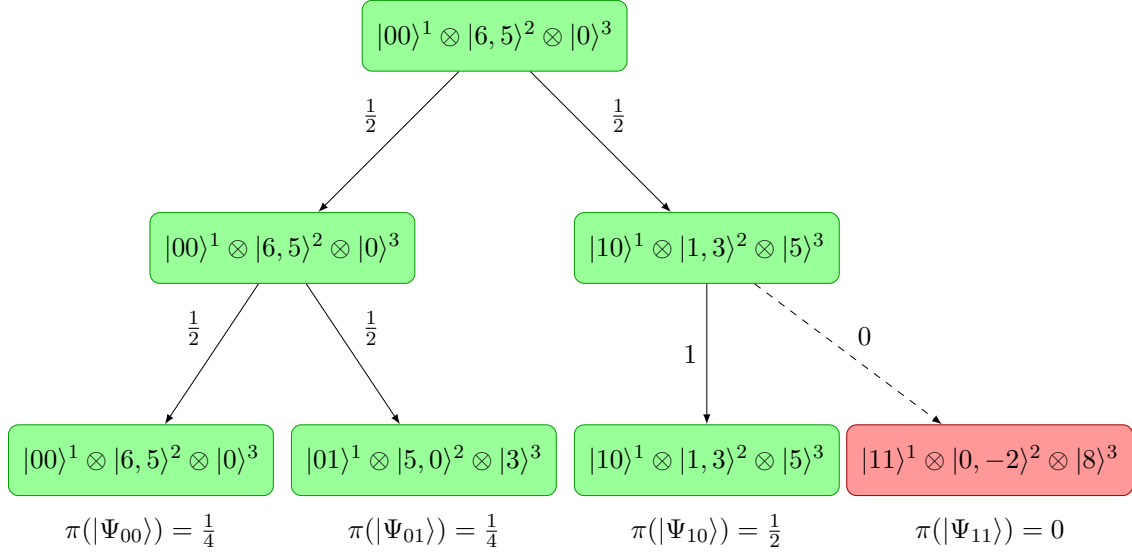 |00⟩¹ ⊗ |6, 5⟩² ⊗ |0⟩³
1/2 1/2
|00⟩¹ ⊗ |6, 5⟩² ⊗ |0⟩³ |10⟩¹ ⊗ |1, 3⟩² ⊗ |5⟩³
1/2 1/2 1 0
|00⟩¹ ⊗ |6, 5⟩² ⊗ |0⟩³ |01⟩¹ ⊗ |5, 0⟩² ⊗ |3⟩³ |10⟩¹ ⊗ |1, 3⟩² ⊗ |5⟩³ |11⟩¹ ⊗ |0, −2⟩² ⊗ |8⟩³
π(|Ψ₀₀⟩) = 1/4 π(|Ψ₀₁⟩) = 1/4 π(|Ψ₁₀⟩) = 1/2 π(|Ψ₁₁⟩) = 0